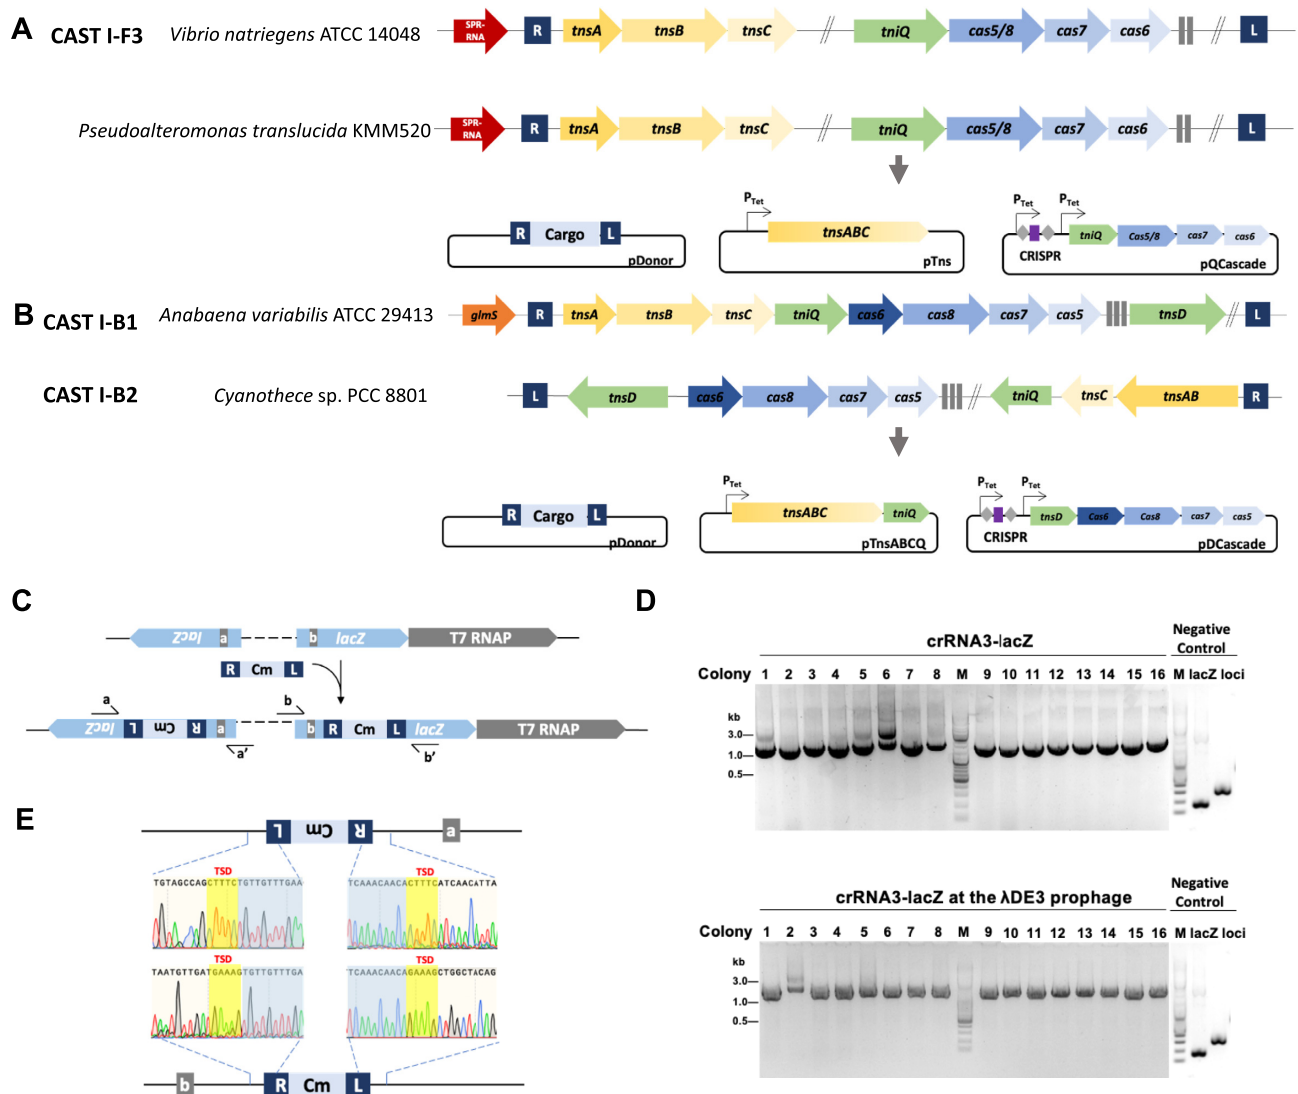 A
CAST I-F3
Vibrio natriegens ATCC 14048
SPR-RNA R tnsA tnsB tnsC // tniQ cas5/8 cas7 cas6 // L
Pseudoalteromonas translucida KMM520
SPR-RNA R tnsA tnsB tnsC // tniQ cas5/8 cas7 cas6 // L
R Cargo L
pDonor
PTet
tnsABC
pTns
PTet PTet
CRISPR
tniQ Cas5/8 cas7 cas6
pQCascade
B
CAST I-B1
Anabaena variabilis ATCC 29413
glmS R tnsA tnsB tnsC tniQ cas6 cas8 cas7 cas5 tnsD // L
CAST I-B2
Cyanothece sp. PCC 8801
L tnsD cas6 cas8 cas7 cas5 // tniQ tnsC tnsAB R
R Cargo L
pDonor
PTet
tnsABC tniQ
pTnsABCQ
PTet PTet
CRISPR
tnsD Cas6 Cas8 cas7 cas5
pDCascade
C
lacZ a b lacZ T7 RNAP
R Cm L
a b
lacZ L Cm R a b R Cm L lacZ T7 RNAP
a' b'
D
crRNA3-lacZ
Negative Control
Colony 1 2 3 4 5 6 7 8 M 9 10 11 12 13 14 15 16 M lacZ loci
kb
3.0
1.0
0.5
crRNA3-lacZ at the λDE3 prophage
Negative Control
Colony 1 2 3 4 5 6 7 8 M 9 10 11 12 13 14 15 16 M lacZ loci
kb
3.0
1.0
0.5
E
L Cm R a
TSD TSD
TGTAGCCAGCTTTCTGTTGTTTGAA TCAAACAACACTTTCATCAACATTA
TSD TSD
TAATGTTGATGAAAGTGTTGTTTGA TCAAACAACAGAAAGCTGGCTACAG
b R Cm L